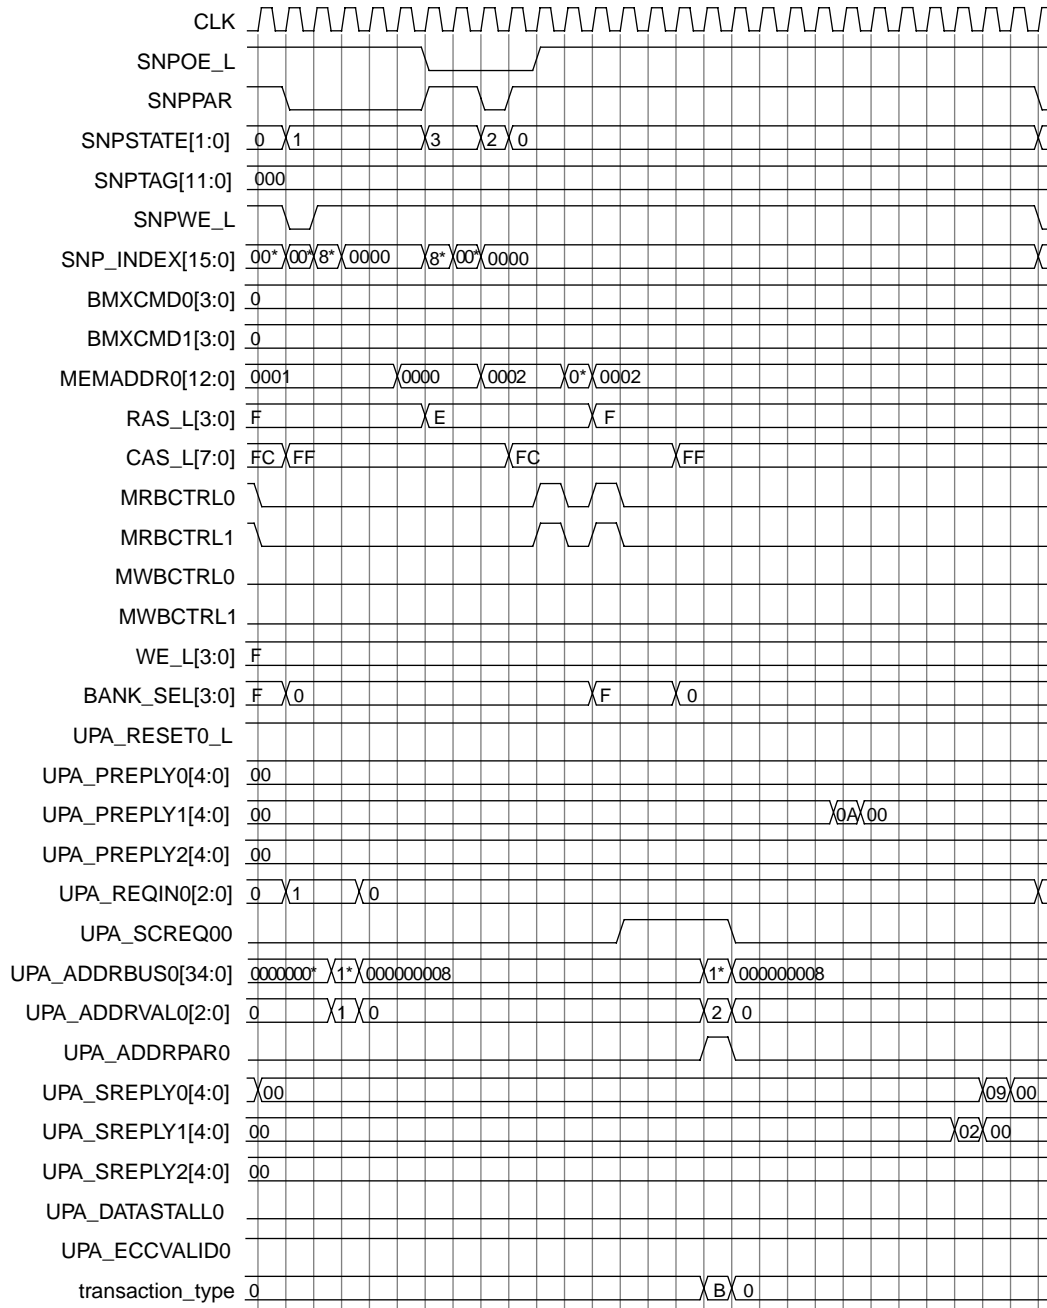 CLK
SNPOE_L
SNPPAR
SNPSTATE[1:0] 0 1 3 2 0
SNPTAG[11:0] 000
SNPWE_L
SNP_INDEX[15:0] 00* 00* 8* 0000 8* 00* 0000
BMXCMD0[3:0] 0
BMXCMD1[3:0] 0
MEMADDR0[12:0] 0001 0000 0002 0* 0002
RAS_L[3:0] F E F
CAS_L[7:0] FC FF FC FF
MRBCTRL0
MRBCTRL1
MWBCTRL0
MWBCTRL1
WE_L[3:0] F
BANK_SEL[3:0] F 0 F 0
UPA_RESET0_L
UPA_PREPLY0[4:0] 00
UPA_PREPLY1[4:0] 00 0A 00
UPA_PREPLY2[4:0] 00
UPA_REQIN0[2:0] 0 1 0
UPA_SCREQ00
UPA_ADDRBUS0[34:0] 0000000* 1* 000000008 1* 000000008
UPA_ADDRVAL0[2:0] 0 1 0 2 0
UPA_ADDRPAR0
UPA_SREPLY0[4:0] 00 09 00
UPA_SREPLY1[4:0] 00 02 00
UPA_SREPLY2[4:0] 00
UPA_DATASTALL0
UPA_ECCVALID0
transaction_type 0 B 0